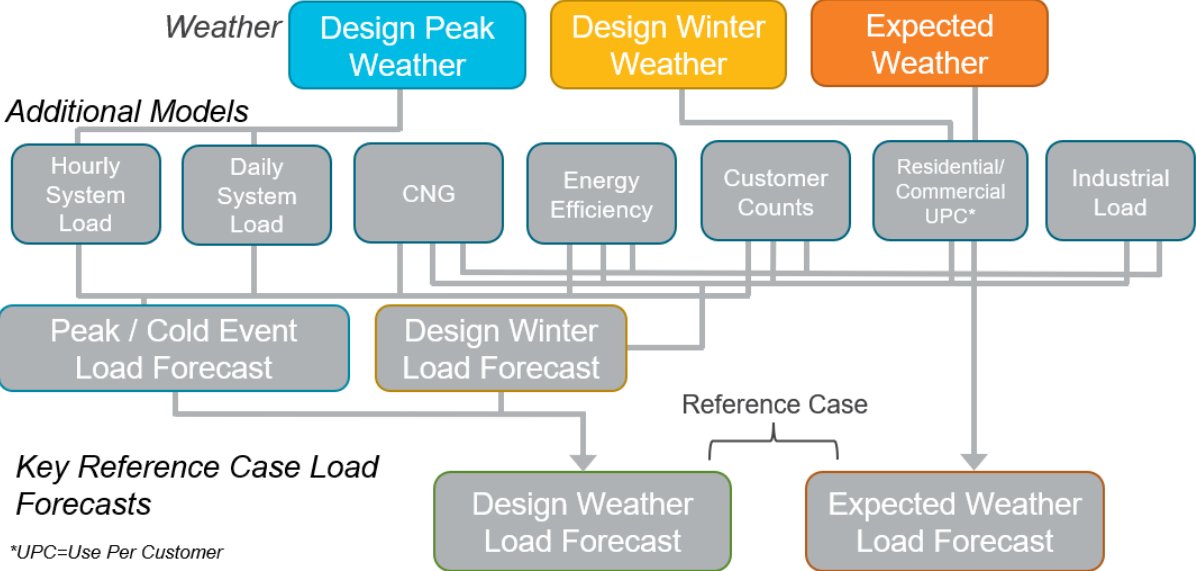 Weather
Design Peak
Weather
Design Winter
Weather
Expected
Weather
Additional Models
Hourly
System
Load
Daily
System
Load
CNG
Energy
Efficiency
Customer
Counts
Residential/
Commercial
UPC*
Industrial
Load
Peak / Cold Event
Load Forecast
Design Winter
Load Forecast
Reference Case
Key Reference Case Load
Forecasts
Design Weather
Load Forecast
Expected Weather
Load Forecast
*UPC=Use Per Customer